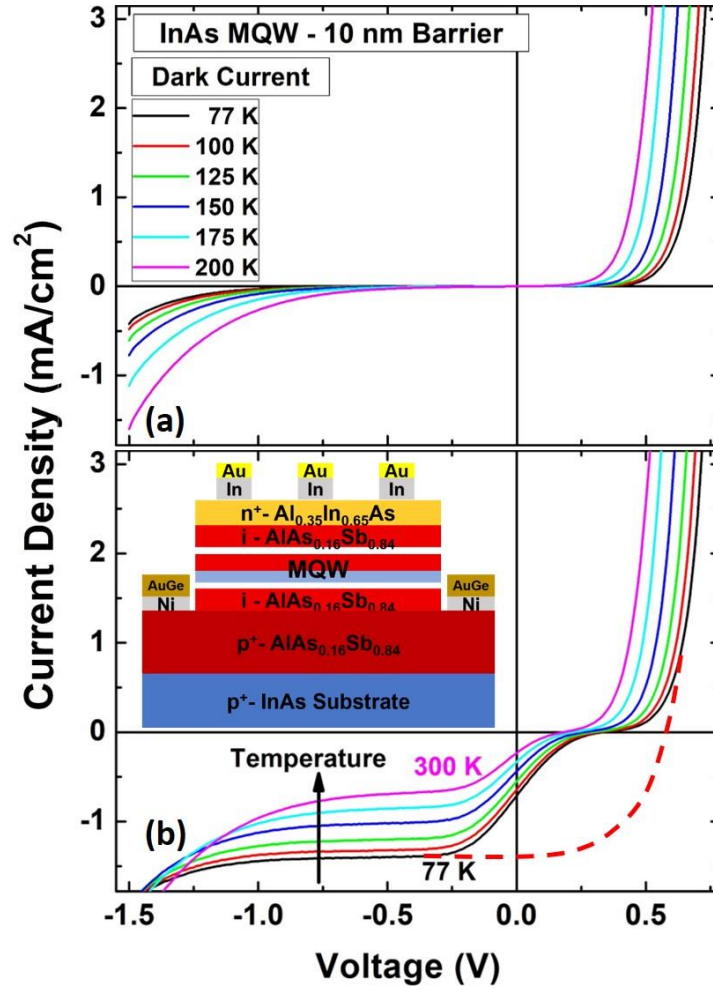 InAs MQW - 10 nm Barrier
Dark Current
77 K
100 K
125 K
150 K
175 K
200 K
3
2
1
0
-1
(a)
Current Density (mA/cm²)
Au Au Au
In In In
n⁺- Al₀.₃₅In₀.₆₅As
i - AlAs₀.₁₆Sb₀.₈₄
MQW
AuGe AuGe
Ni Ni
i - AlAs₀.₁₆Sb₀.₈₄
p⁺- AlAs₀.₁₆Sb₀.₈₄
p⁺- InAs Substrate
3
2
1
0
-1
Temperature
300 K
77 K
(b)
-1.5 -1.0 -0.5 0.0 0.5
Voltage (V)